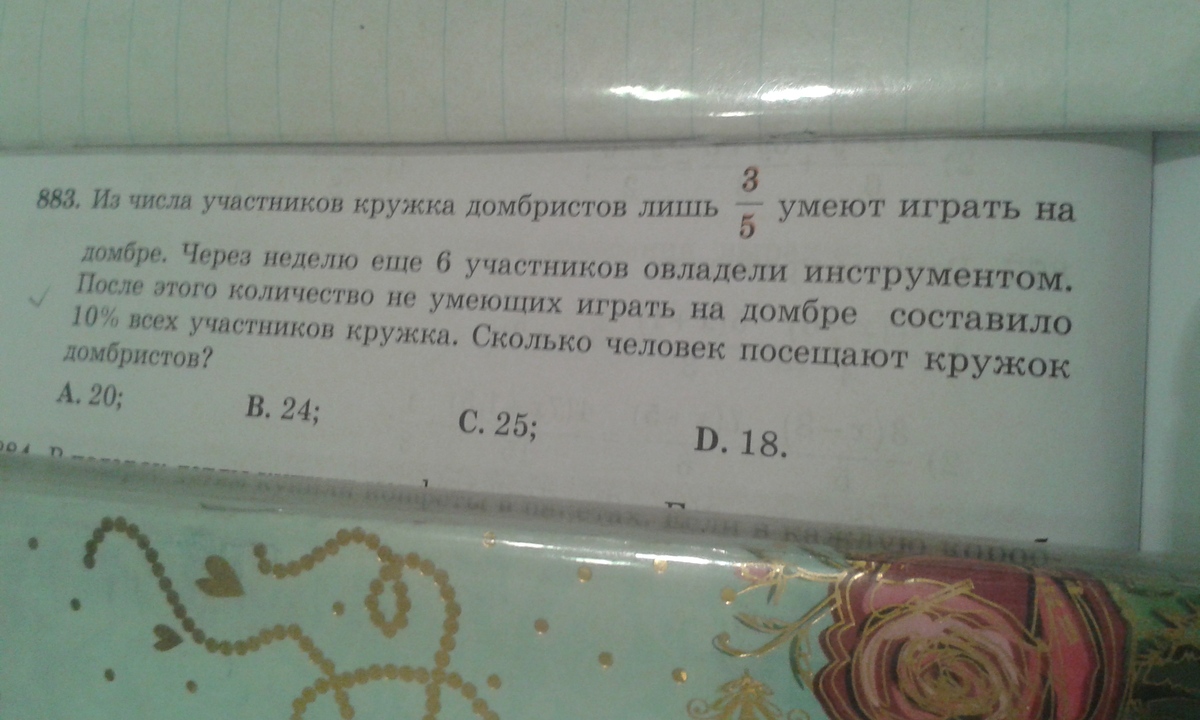 883. Из числа участников кружка домбристов лишь 3/5 умеют играть на
домбре. Через неделю еще 6 участников овладели инструментом.
После этого количество не умеющих играть на домбре составило
10% всех участников кружка. Сколько человек посещают кружок
домбристов?
A. 20; B. 24; C. 25; D. 18.